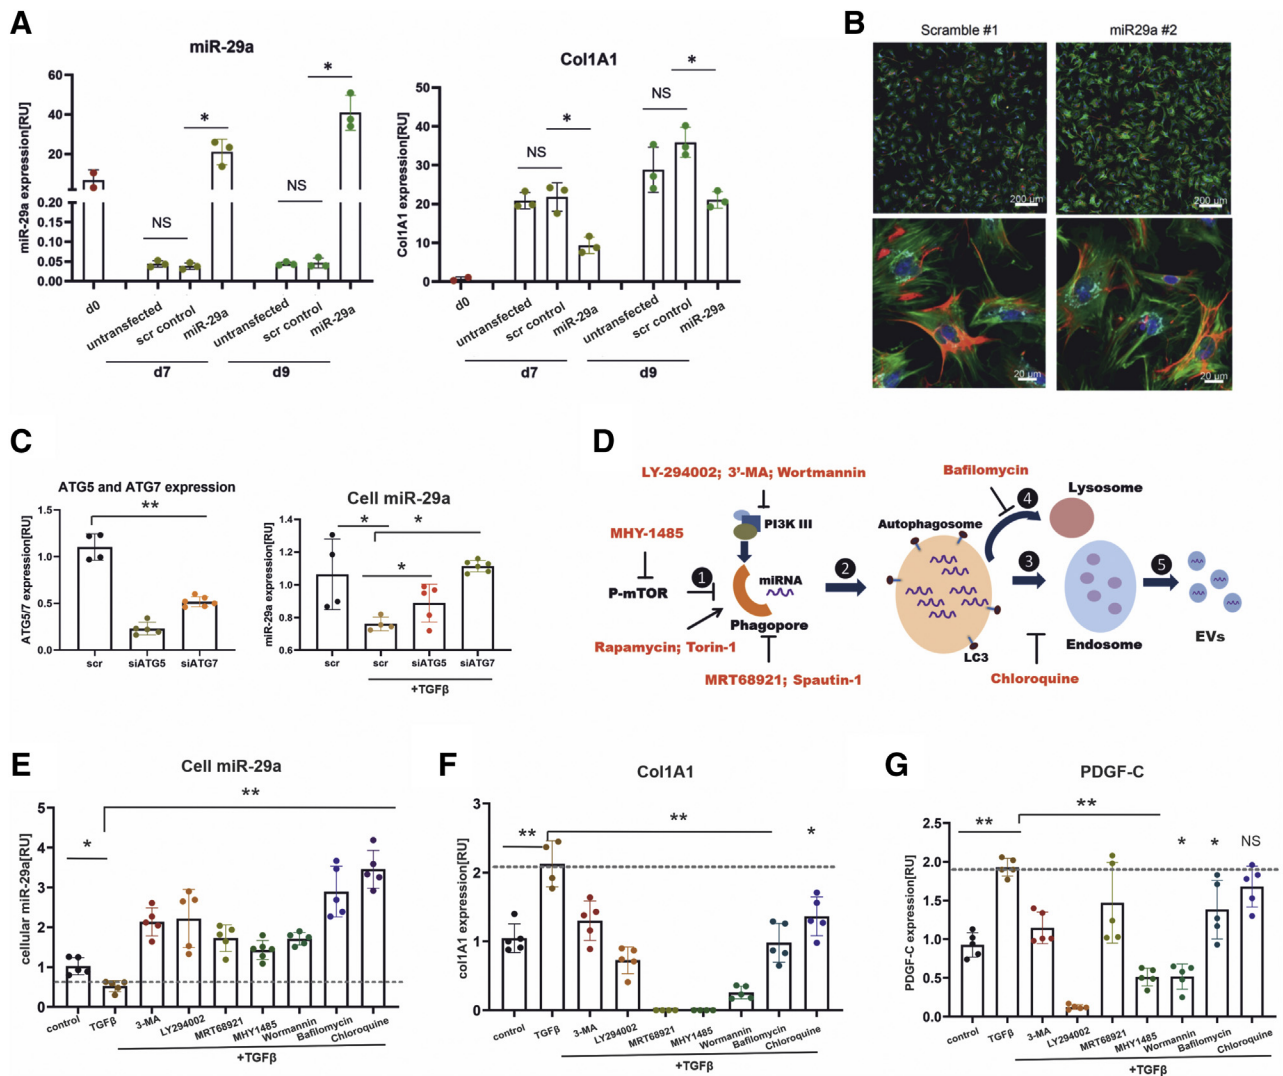 A
miR-29a
miR-29a expression[RU]
60
40
20
0.20
0.15
0.10
0.05
0.00
NS
*
NS
*
d0
untransfected
scr control
miR-29a
untransfected
scr control
miR-29a
d7
d9
Col1A1
Col1A1 expression[RU]
50
40
30
20
10
0
NS
*
NS
*
d0
untransfected
scr control
miR-29a
untransfected
scr control
miR-29a
d7
d9
B
Scramble #1
miR29a #2
200 µm
200 µm
20 µm
20 µm
C
ATG5 and ATG7 expression
ATG5/7 expression[RU]
1.5
1.0
0.5
0.0
**
scr
siATG5
siATG7
Cell miR-29a
miR-29a expression[RU]
1.4
1.2
1.0
0.8
0.6
*
*
*
scr
scr
siATG5
siATG7
+TGFβ
D
LY-294002; 3'-MA; Wortmannin
Bafilomycin
MHY-1485
PI3K III
Autophagosome
4
Lysosome
P-mTOR
1
miRNA
2
3
5
Phagopore
Rapamycin; Torin-1
LC3
Endosome
EVs
MRT68921; Spautin-1
Chloroquine
E
Cell miR-29a
cellular miR-29a[RU]
5
4
3
2
1
0
*
**
control
TGFβ
3-MA
LY294002
MRT68921
MHY1485
Wormannin
Bafilomycin
Chloroquine
+TGFβ
F
Col1A1
col1A1 expression[RU]
3
2
1
0
**
**
*
control
TGFβ
3-MA
LY294002
MRT68921
MHY1485
Wormannin
Bafilomycin
Chloroquine
+TGFβ
G
PDGF-C
PDGF-C expression[RU]
2.5
2.0
1.5
1.0
0.5
0.0
**
**
*
*
NS
control
TGFβ
3-MA
LY294002
MRT68921
MHY1485
Wormannin
Bafilomycin
Chloroquine
+TGFβ